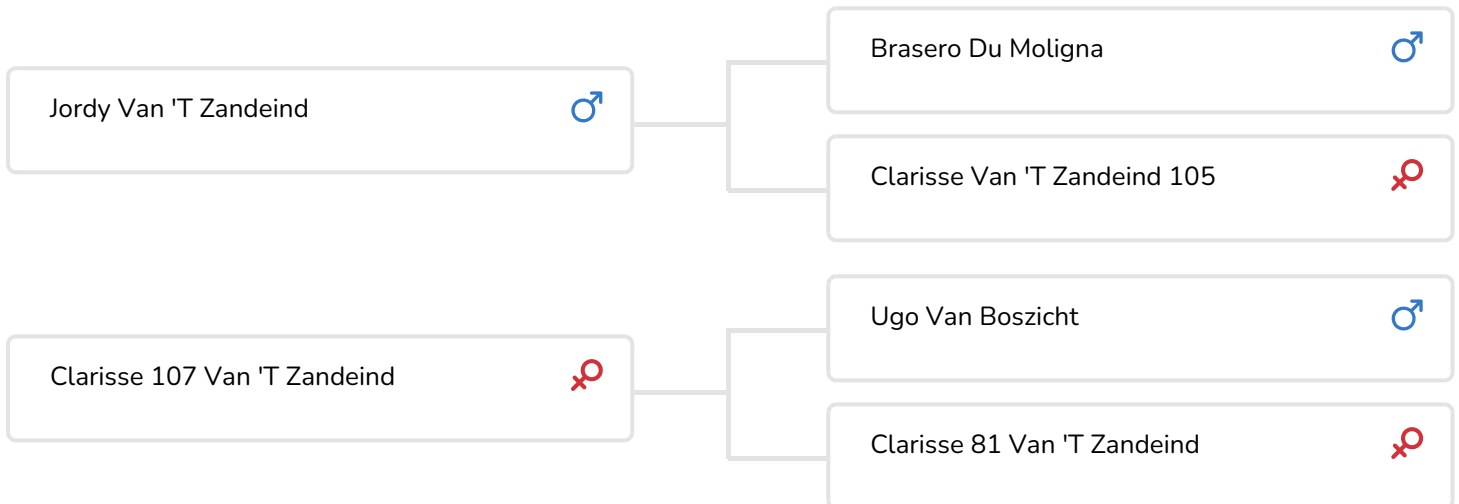 Brasero Du Moligna
Jordy Van 'T Zandeind
Clarisse Van 'T Zandeind 105
Ugo Van Boszicht
Clarisse 107 Van 'T Zandeind
Clarisse 81 Van 'T Zandeind